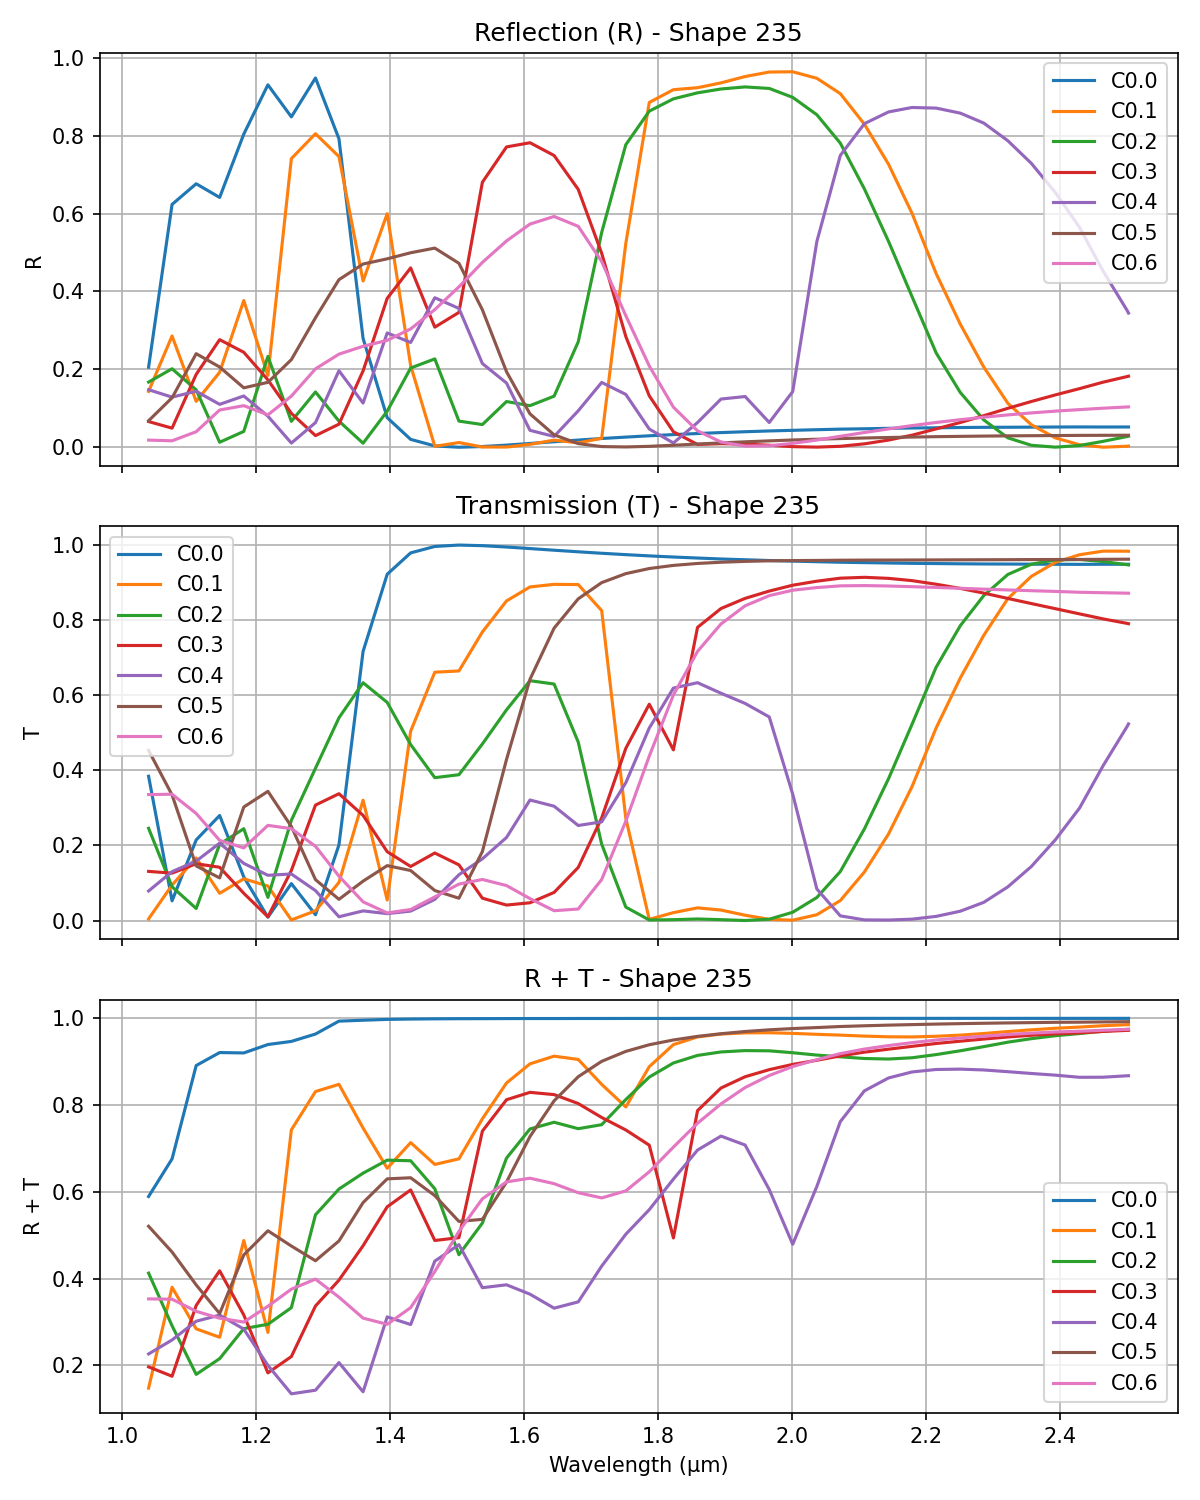 Reflection (R) - Shape 235
1.0
0.8
0.6
0.4
0.2
0.0
R
C0.0
C0.1
C0.2
C0.3
C0.4
C0.5
C0.6
Transmission (T) - Shape 235
1.0
0.8
0.6
0.4
0.2
0.0
T
C0.0
C0.1
C0.2
C0.3
C0.4
C0.5
C0.6
R + T - Shape 235
1.0
0.8
0.6
0.4
0.2
R + T
C0.0
C0.1
C0.2
C0.3
C0.4
C0.5
C0.6
1.0 1.2 1.4 1.6 1.8 2.0 2.2 2.4
Wavelength (μm)